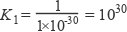 K₁ = 1/(1×10⁻³⁰) = 10³⁰